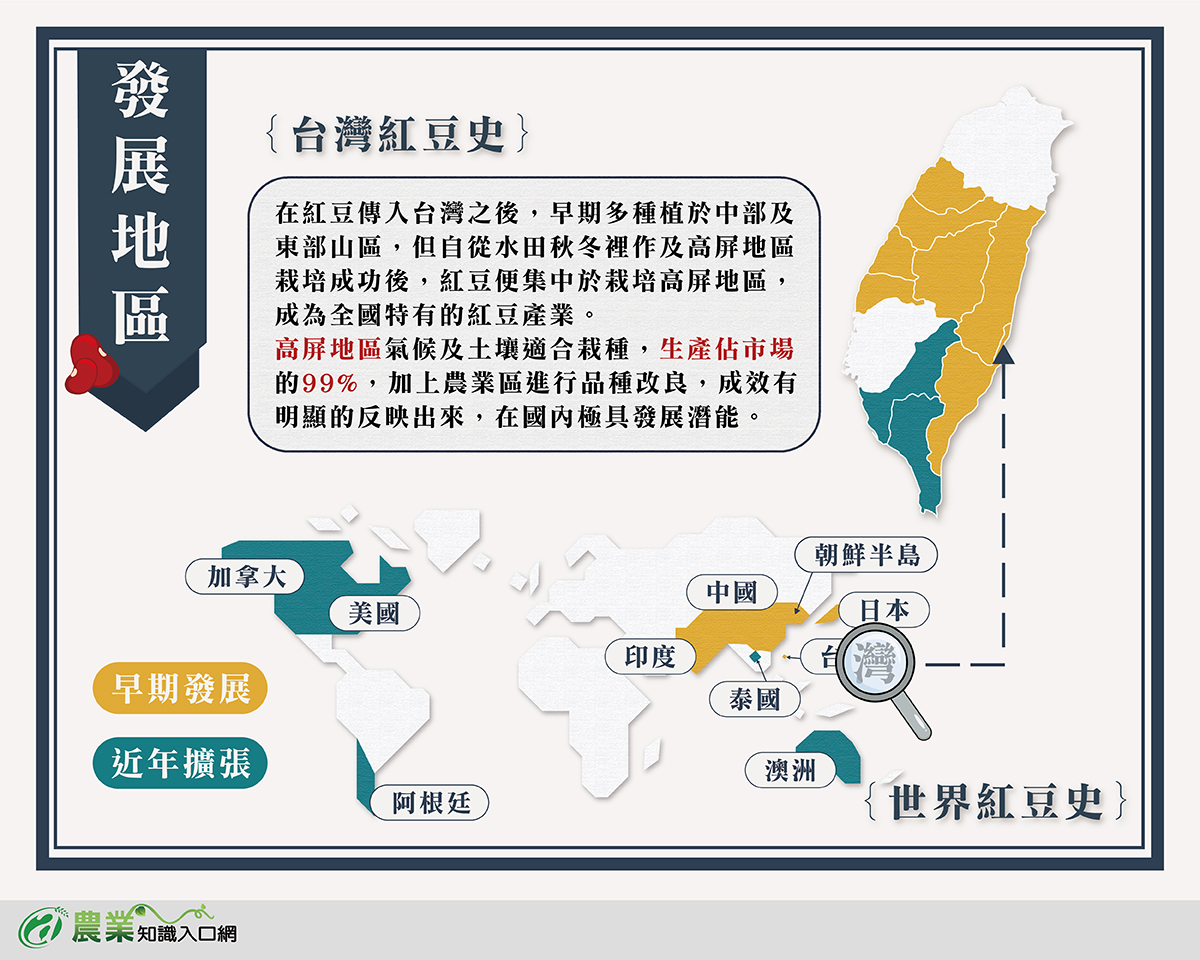 發展地區
{台灣紅豆史}
在紅豆傳入台灣之後，早期多種植於中部及
東部山區，但自從水田秋冬裡作及高屏地區
栽培成功後，紅豆便集中於栽培高屏地區，
成為全國特有的紅豆產業。
高屏地區氣候及土壤適合栽種，生產佔市場
的99%，加上農業區進行品種改良，成效有
明顯的反映出來，在國內極具發展潛能。
加拿大
美國
朝鮮半島
中國
日本
印度
台灣
泰國
早期發展
近年擴張
澳洲
阿根廷
{世界紅豆史}
農業知識入口網